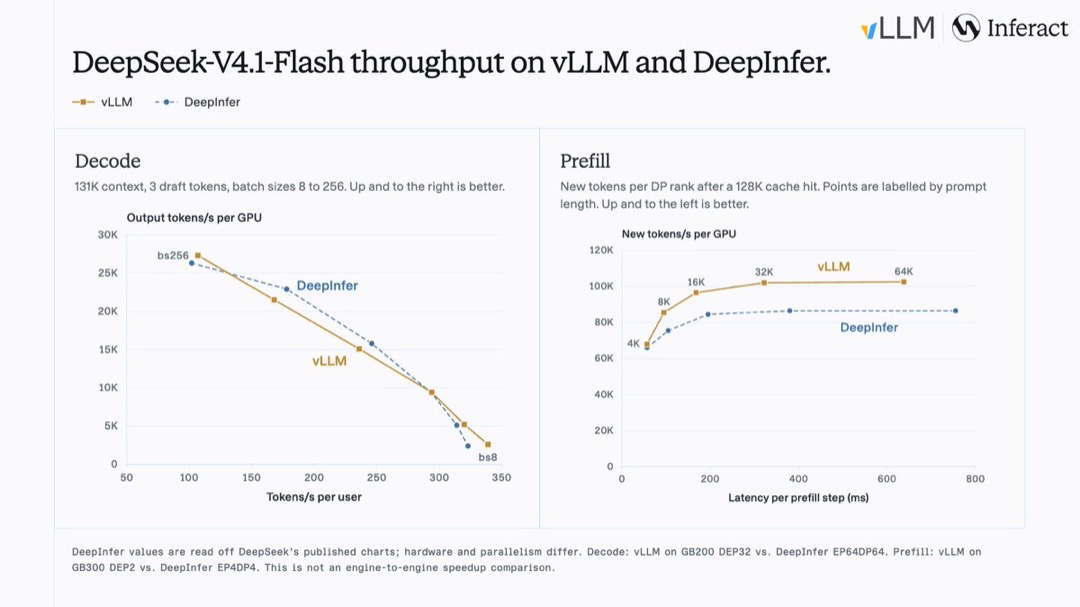 vLLM | Inferact
DeepSeek-V4.1-Flash throughput on vLLM and DeepInfer.
vLLM DeepInfer
Decode
131K context, 3 draft tokens, batch sizes 8 to 256. Up and to the right is better.
Output tokens/s per GPU
30K
25K
20K
15K
10K
5K
0
bs256
DeepInfer
vLLM
bs8
50 100 150 200 250 300 350
Tokens/s per user
Prefill
New tokens per DP rank after a 128K cache hit. Points are labelled by prompt
length. Up and to the left is better.
New tokens/s per GPU
120K
100K
80K
60K
40K
20K
0
4K
8K
16K
32K
vLLM
64K
DeepInfer
0 200 400 600 800
Latency per prefill step (ms)
DeepInfer values are read off DeepSeek's published charts; hardware and parallelism differ. Decode: vLLM on GB200 DEP32 vs. DeepInfer EP64DP64. Prefill: vLLM on
GB300 DEP2 vs. DeepInfer EP4DP4. This is not an engine-to-engine speedup comparison.